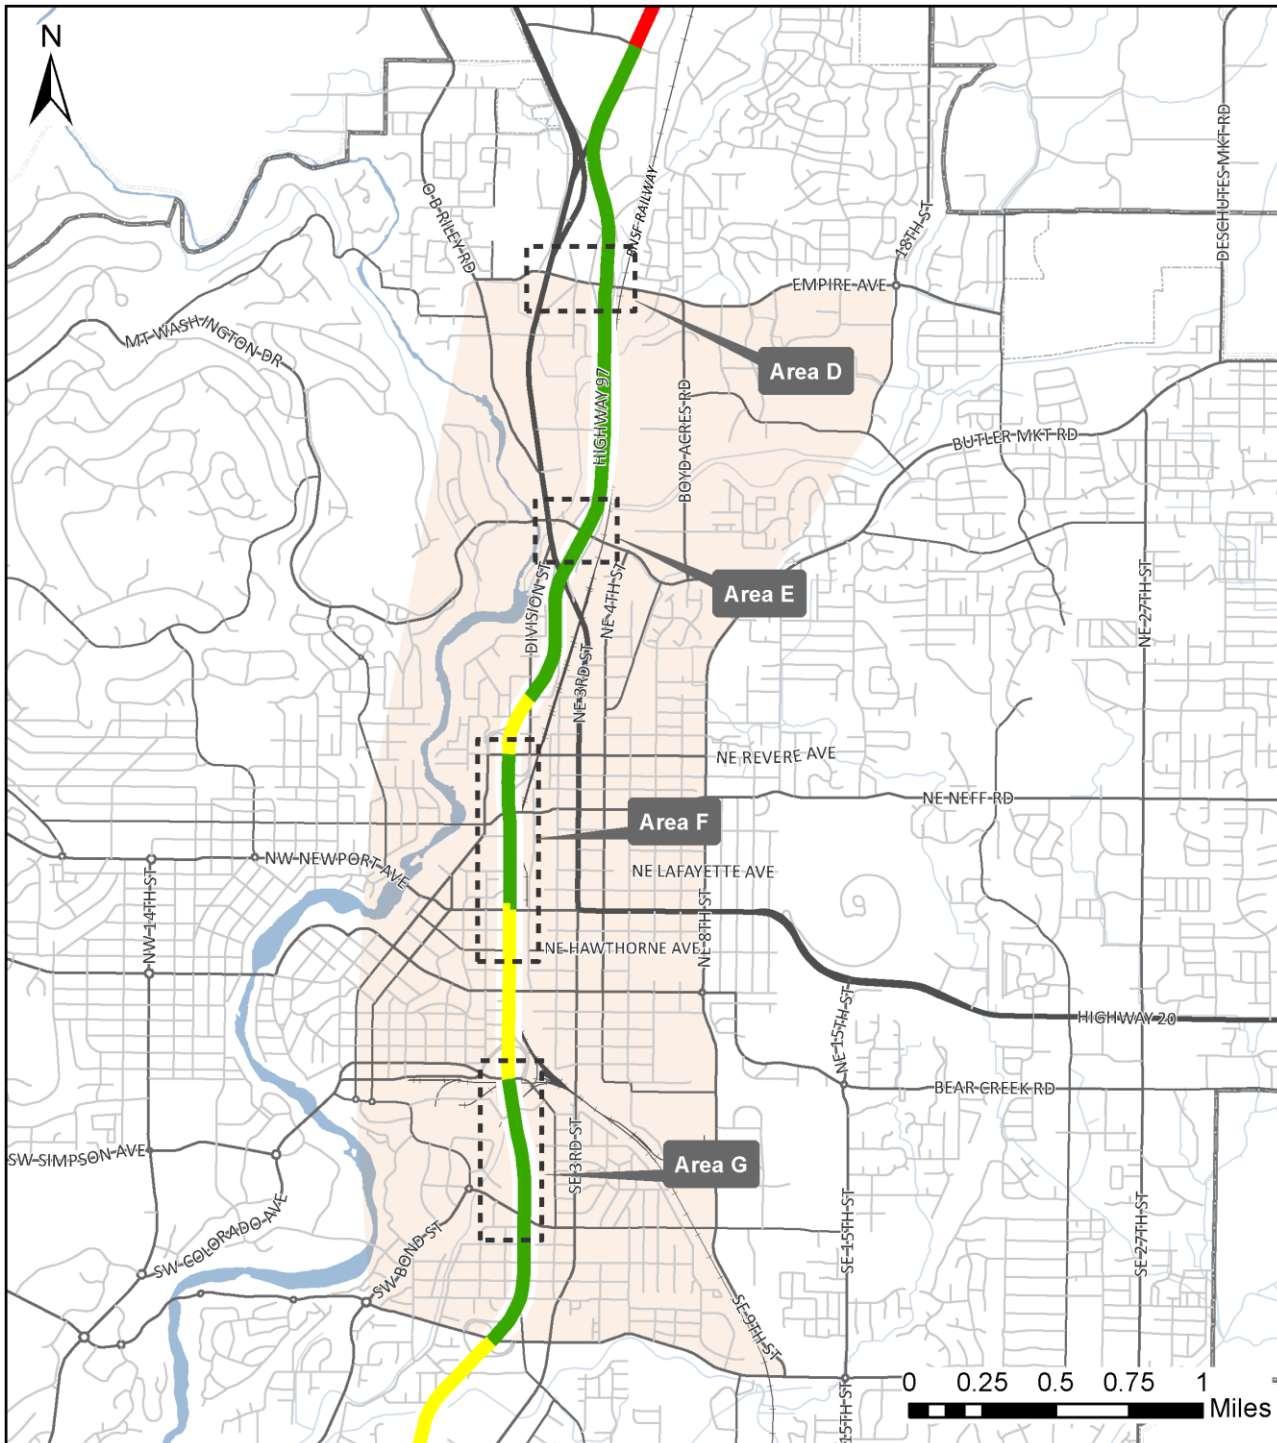 N
DESCHUTES MKT RD
BNSF RAILWAY
O B RILEY RD
18TH ST
EMPIRE AVE
MT WASHINGTON DR
Area D
HIGHWAY 97
BOYD ACRES RD
BUTLER MKT RD
Area E
DIVISION ST
NE 4TH ST
NE 27TH ST
NE 3RD ST
NE REVERE AVE
NE NEFF RD
Area F
NW NEWPORT AVE
NE LAFAYETTE AVE
NW 14TH ST
NE 8TH ST
NE HAWTHORNE AVE
HIGHWAY 20
NE 15TH ST
BEAR CREEK RD
SW SIMPSON AVE
SE 3RD ST
Area G
SW COLORADO AVE
SW BOND ST
SE 15TH ST
SE 27TH ST
SE 9TH ST
0 0.25 0.5 0.75 1
Miles
15TH ST